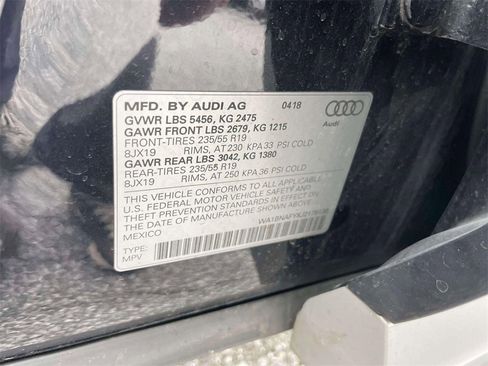 MFD. BY AUDI AG 04/18
GVWR LBS 5456, KG 2475
GAWR FRONT LBS 2679, KG 1215
FRONT-TIRES 235/55 R19
8JX19 RIMS, AT 230 KPA 33 PSI COLD
GAWR REAR LBS 3042, KG 1380
REAR-TIRES 235/55 R19
8JX19 RIMS, AT 250 KPA 36 PSI COLD
THIS VEHICLE CONFORMS TO ALL APPLICABLE
U.S. FEDERAL MOTOR VEHICLE SAFETY AND
THEFT PREVENTION STANDARDS IN EFFECT ON
THE DATE OF MANUFACTURE SHOWN ABOVE.
MEXICO
TYPE:
MPV
Audi